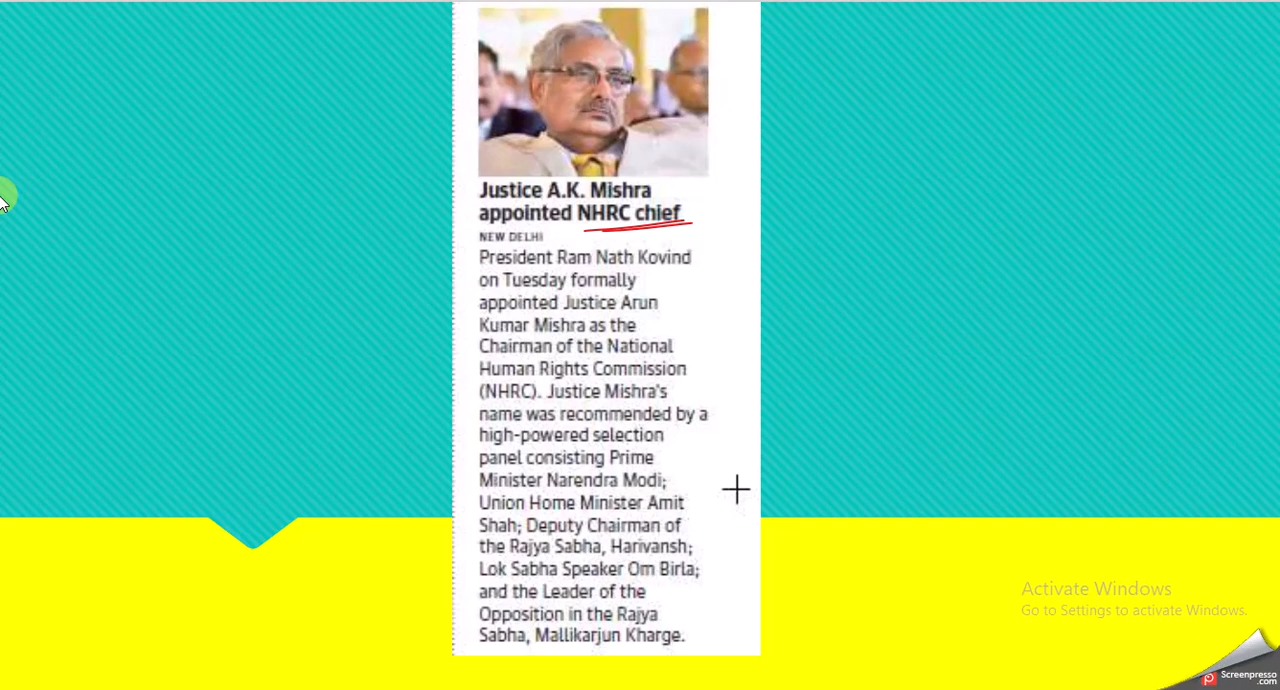 Justice A.K. Mishra
appointed NHRC chief
NEW DELHI
President Ram Nath Kovind
on Tuesday formally
appointed Justice Arun
Kumar Mishra as the
Chairman of the National
Human Rights Commission
(NHRC). Justice Mishra's
name was recommended by a
high-powered selection
panel consisting Prime
Minister Narendra Modi;
Union Home Minister Amit
Shah; Deputy Chairman of
the Rajya Sabha, Harivansh;
Lok Sabha Speaker Om Birla;
and the Leader of the
Opposition in the Rajya
Sabha, Mallikarjun Kharge.
Activate Windows
Go to Settings to activate Windows.
Screenpresso
.com